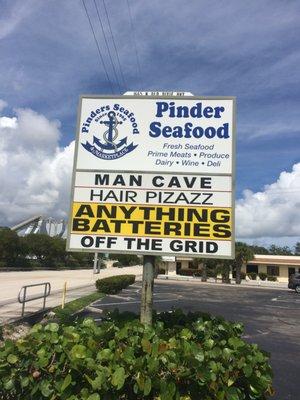 Pinders Seafood
Pinder
Seafood
Fresh Seafood
Prime Meats • Produce
Dairy • Wine • Deli
MAN CAVE
HAIR PIZAZZ
ANYTHING
BATTERIES
OFF THE GRID